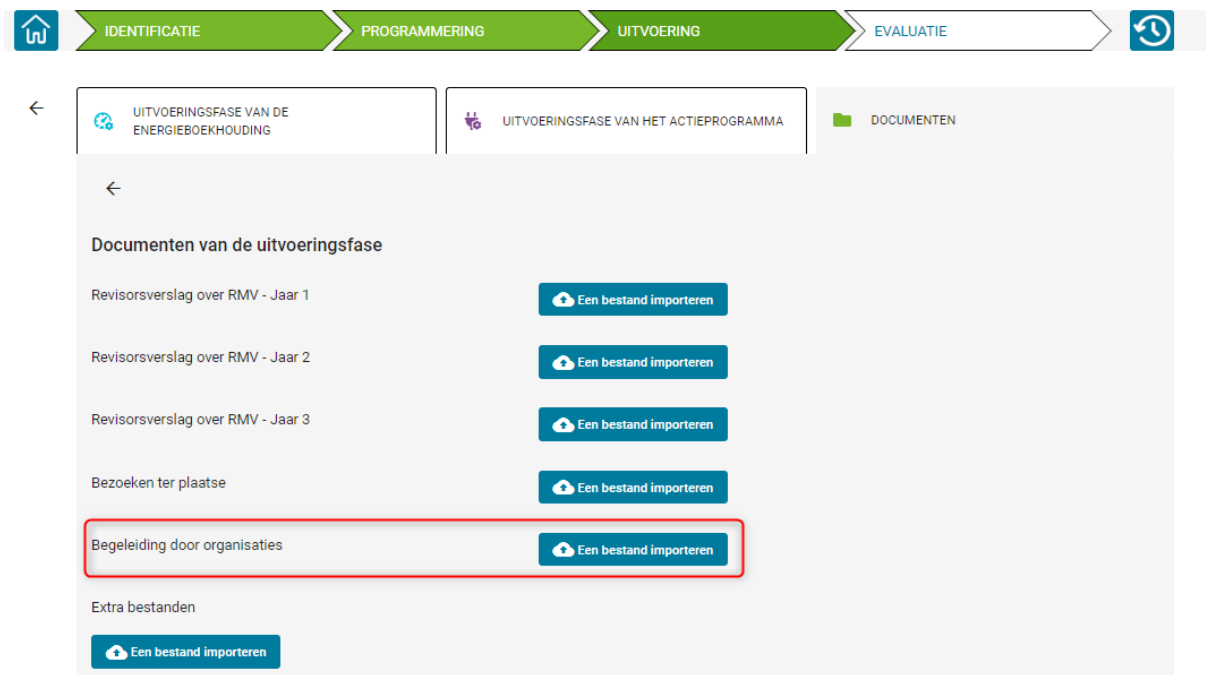 IDENTIFICATIE
PROGRAMMERING
UITVOERING
EVALUATIE
UITVOERINGSFASE VAN DE
ENERGIEBOEKHOUDING
UITVOERINGSFASE VAN HET ACTIEPROGRAMMA
DOCUMENTEN
Documenten van de uitvoeringsfase
Revisorsverslag over RMV - Jaar 1
Een bestand importeren
Revisorsverslag over RMV - Jaar 2
Een bestand importeren
Revisorsverslag over RMV - Jaar 3
Een bestand importeren
Bezoeken ter plaatse
Een bestand importeren
Begeleiding door organisaties
Een bestand importeren
Extra bestanden
Een bestand importeren